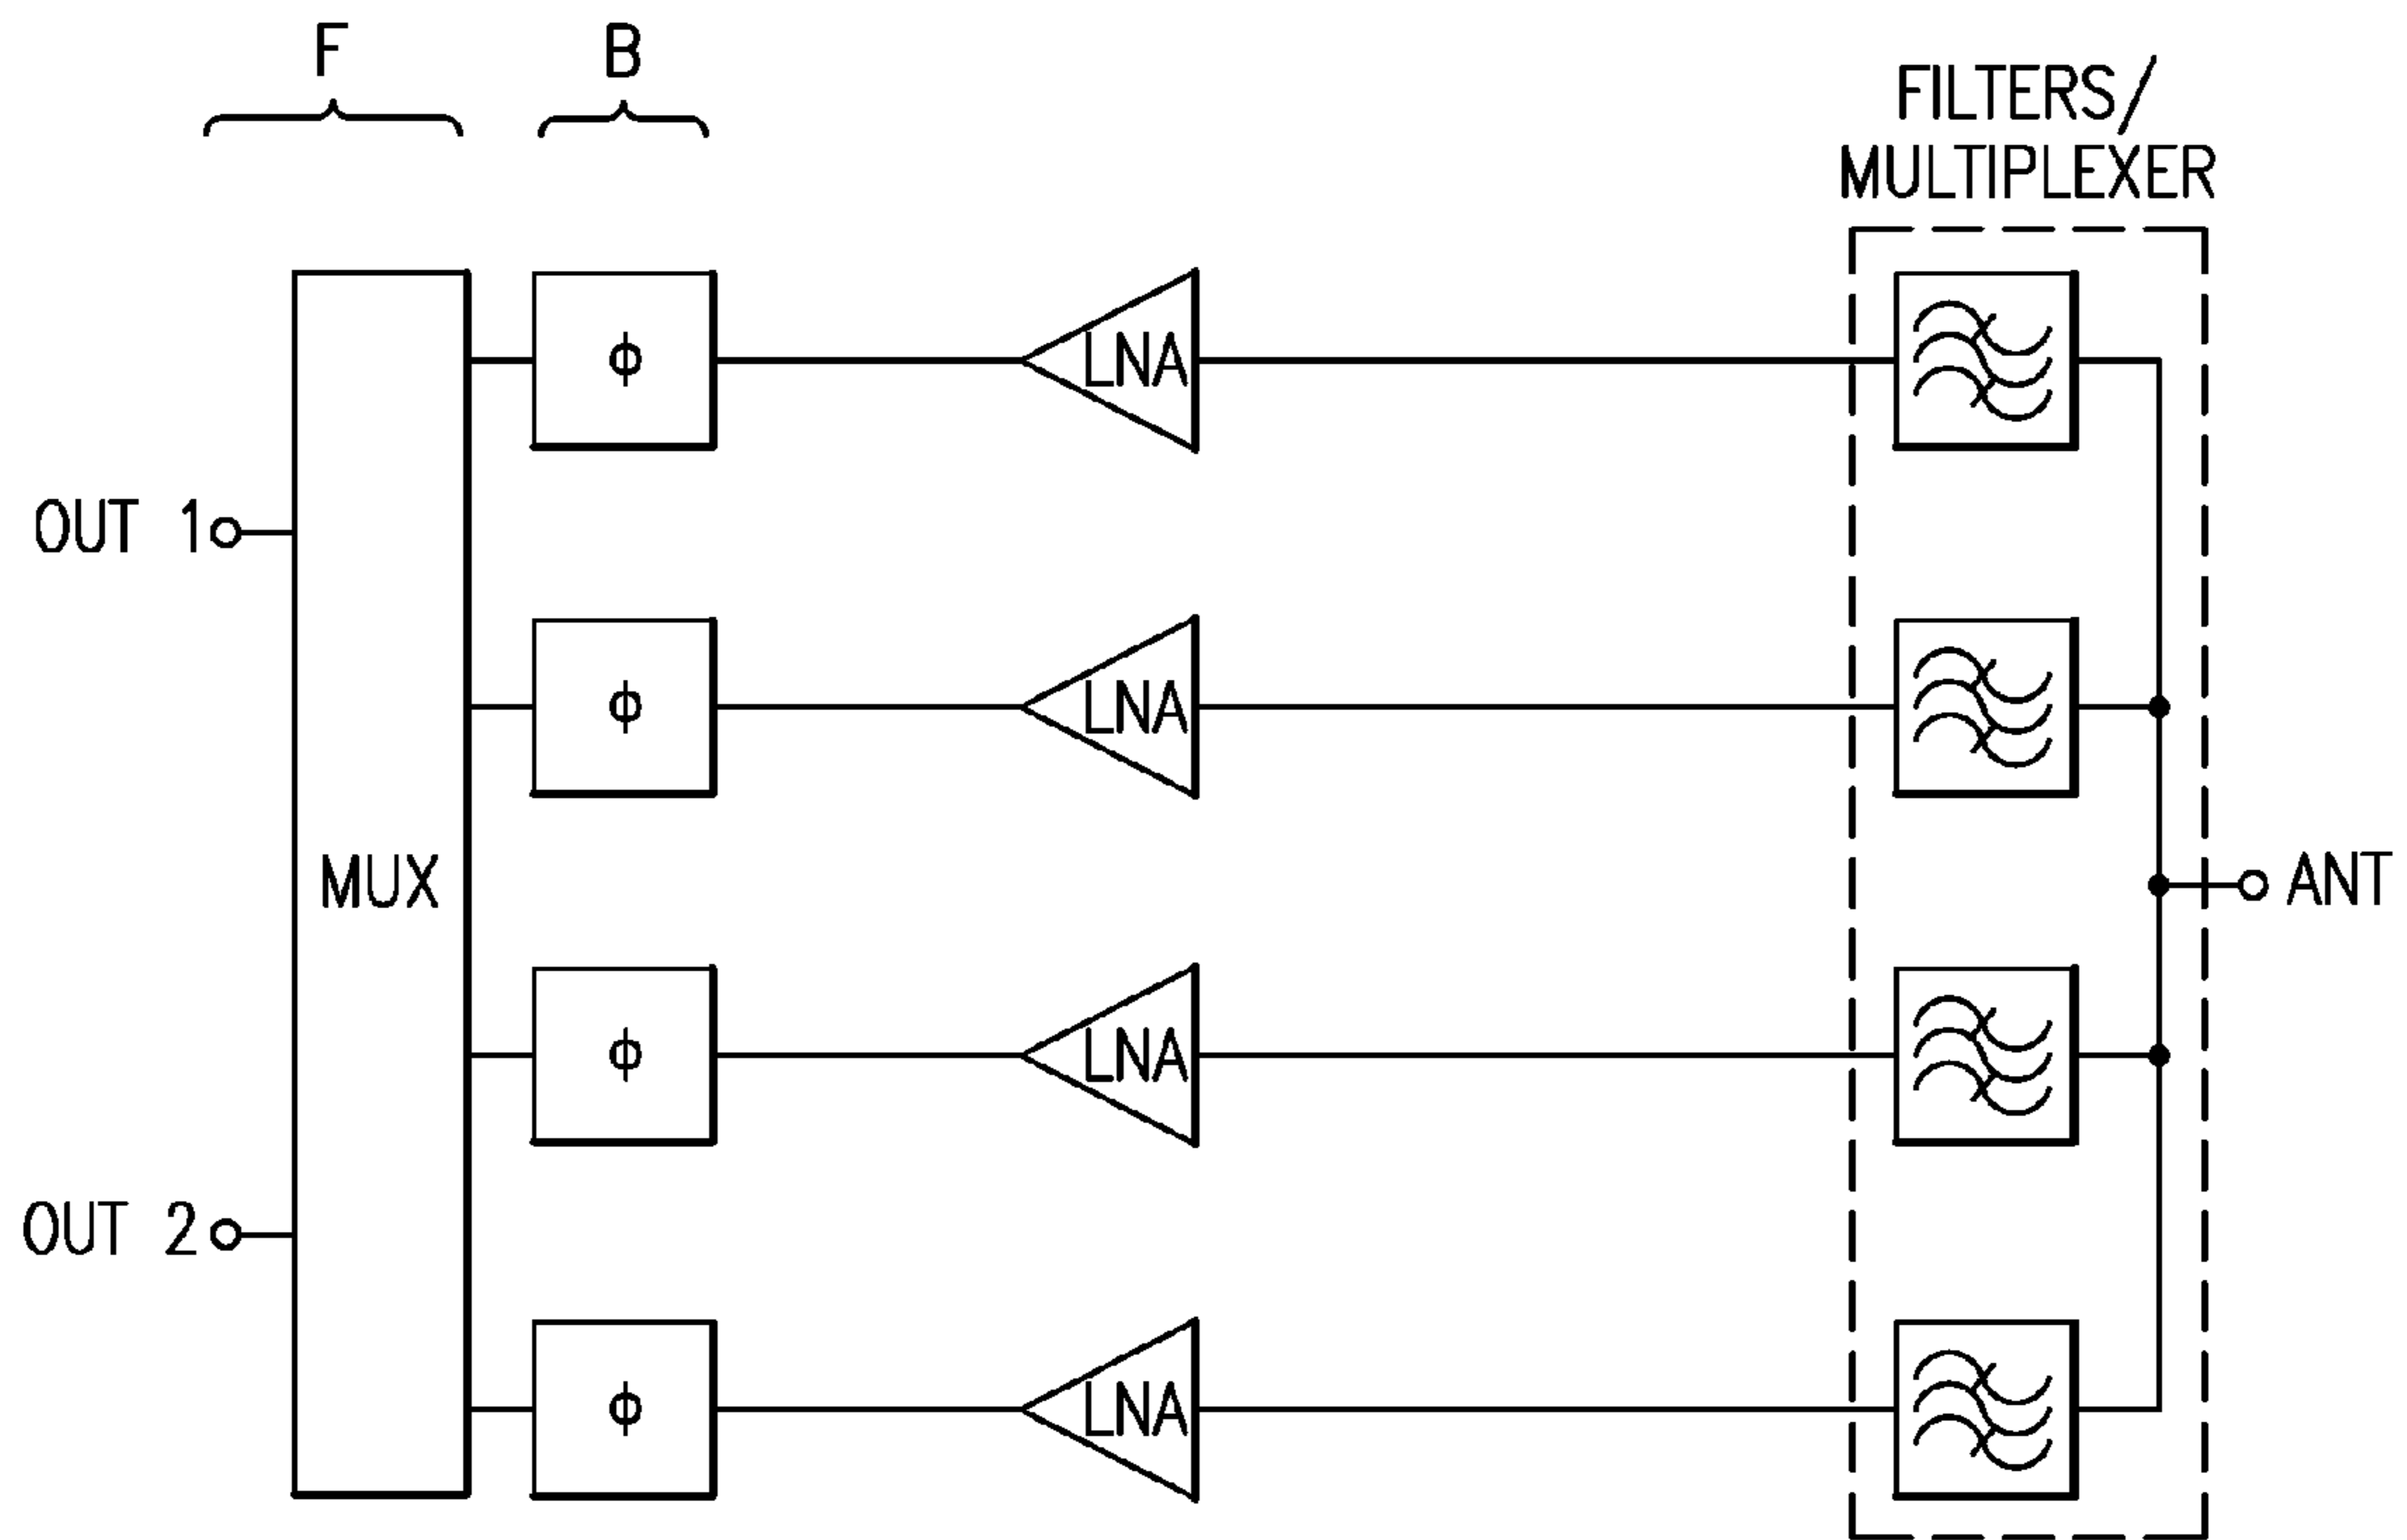 F
B
FILTERS/
MULTIPLEXER
ϕ
LNA
OUT 1
ϕ
LNA
MUX
ANT
ϕ
LNA
OUT 2
ϕ
LNA